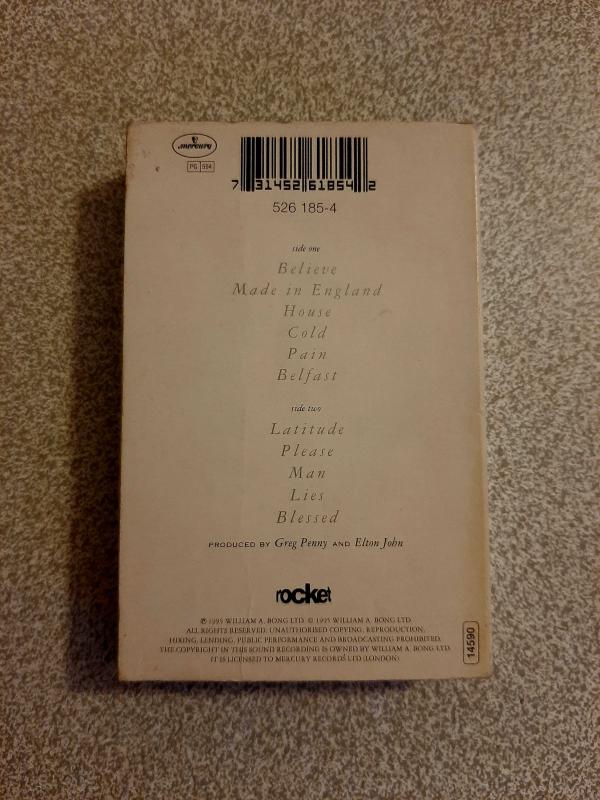 mercury
PG 594
7 31452 61854 2
526 185-4
side one
Believe
Made in England
House
Cold
Pain
Belfast
side two
Latitude
Please
Man
Lies
Blessed
PRODUCED BY Greg Penny AND Elton John
rocket
℗ 1995 WILLIAM A. BONG LTD. © 1995 WILLIAM A. BONG LTD.
ALL RIGHTS RESERVED. UNAUTHORISED COPYING, REPRODUCTION,
HIRING, LENDING, PUBLIC PERFORMANCE AND BROADCASTING PROHIBITED.
THE COPYRIGHT IN THIS SOUND RECORDING IS OWNED BY WILLIAM A. BONG LTD.
IT IS LICENSED TO MERCURY RECORDS LTD (LONDON)
14590